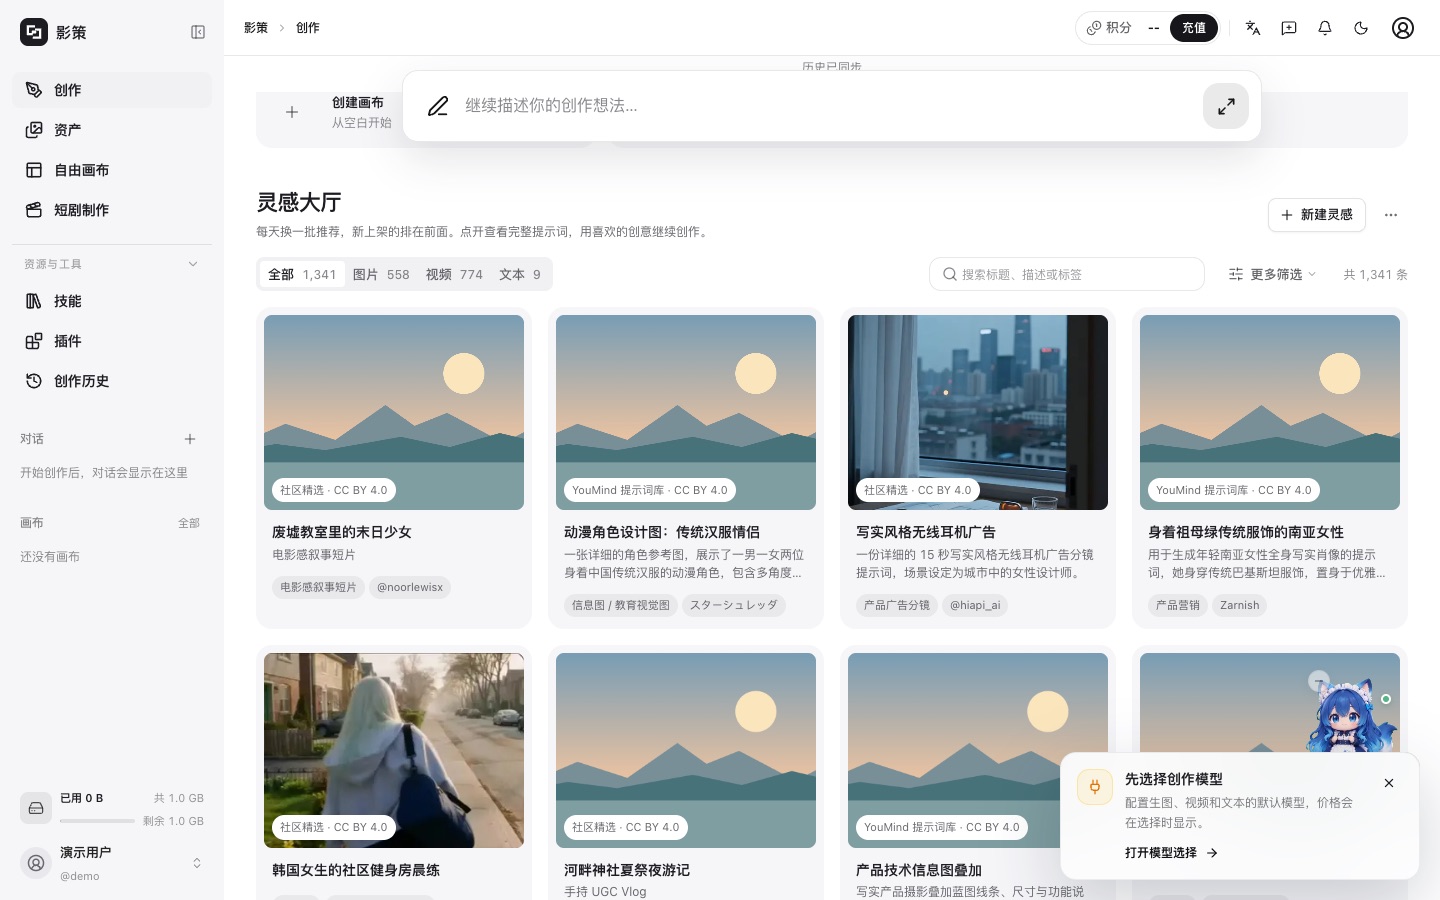 影策
创作
资产
自由画布
短剧制作
资源与工具
技能
插件
创作历史
对话
开始创作后，对话会显示在这里
画布
全部
还没有画布
已用 0 B
共 1.0 GB
剩余 1.0 GB
演示用户
@demo
影策
创作
积分
--
充值
历史已同步
创建画布
从空白开始
继续描述你的创作想法...
灵感大厅
每天换一批推荐，新上架的排在前面。点开查看完整提示词，用喜欢的创意继续创作。
新建灵感
全部 1,341
图片 558
视频 774
文本 9
搜索标题、描述或标签
更多筛选
共 1,341 条
社区精选 · CC BY 4.0
废墟教室里的末日少女
电影感叙事短片
电影感叙事短片
@noorlewisx
YouMind 提示词库 · CC BY 4.0
动漫角色设计图：传统汉服情侣
一张详细的角色参考图，展示了一男一女两位
身着中国传统汉服的动漫角色，包含多角度...
信息图 / 教育视觉图
スターシュレッダ
社区精选 · CC BY 4.0
写实风格无线耳机广告
一份详细的 15 秒写实风格无线耳机广告分镜
提示词，场景设定为城市中的女性设计师。
产品广告分镜
@hiapi_ai
YouMind 提示词库 · CC BY 4.0
身着祖母绿传统服饰的南亚女性
用于生成年轻南亚女性全身写实肖像的提示
词，她身穿传统巴基斯坦服饰，置身于优雅...
产品营销
Zarnish
社区精选 · CC BY 4.0
韩国女生的社区健身房晨练
社区精选 · CC BY 4.0
河畔神社夏祭夜游记
手持 UGC Vlog
YouMind 提示词库 · CC BY 4.0
产品技术信息图叠加
写实产品摄影叠加蓝图线条、尺寸与功能说
先选择创作模型
配置生图、视频和文本的默认模型，价格会
在选择时显示。
打开模型选择